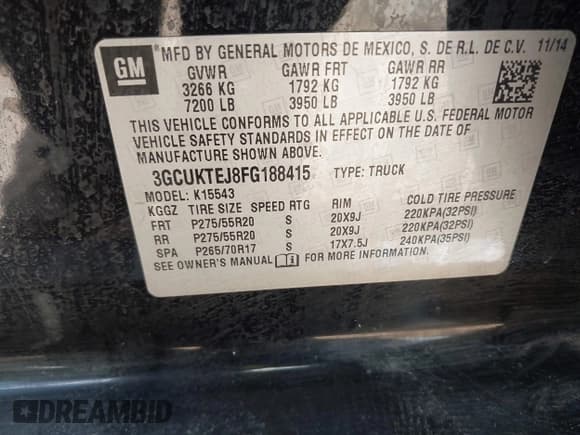 GM
*MFD BY GENERAL MOTORS DE MEXICO, S. DE R.L. DE C.V. 11/14
GVWR GAWR FRT GAWR RR
3266 KG 1792 KG 1792 KG
7200 LB 3950 LB 3950 LB
THIS VEHICLE CONFORMS TO ALL APPLICABLE U.S. FEDERAL MOTOR
VEHICLE SAFETY STANDARDS IN EFFECT ON THE DATE OF
MANUFACTURE SHOWN ABOVE.
3GCUKTEJ8FG188415 TYPE: TRUCK
MODEL: K15543
KGGZ TIRE SIZE SPEED RTG RIM COLD TIRE PRESSURE
FRT P275/55R20 S 20X9J 220KPA(32PSI)
RR P275/55R20 S 20X9J 220KPA(32PSI)
SPA P265/70R17 S 17X7.5J 240KPA(35PSI)
SEE OWNER'S MANUAL i FOR MORE INFORMATION.
DREAMBID